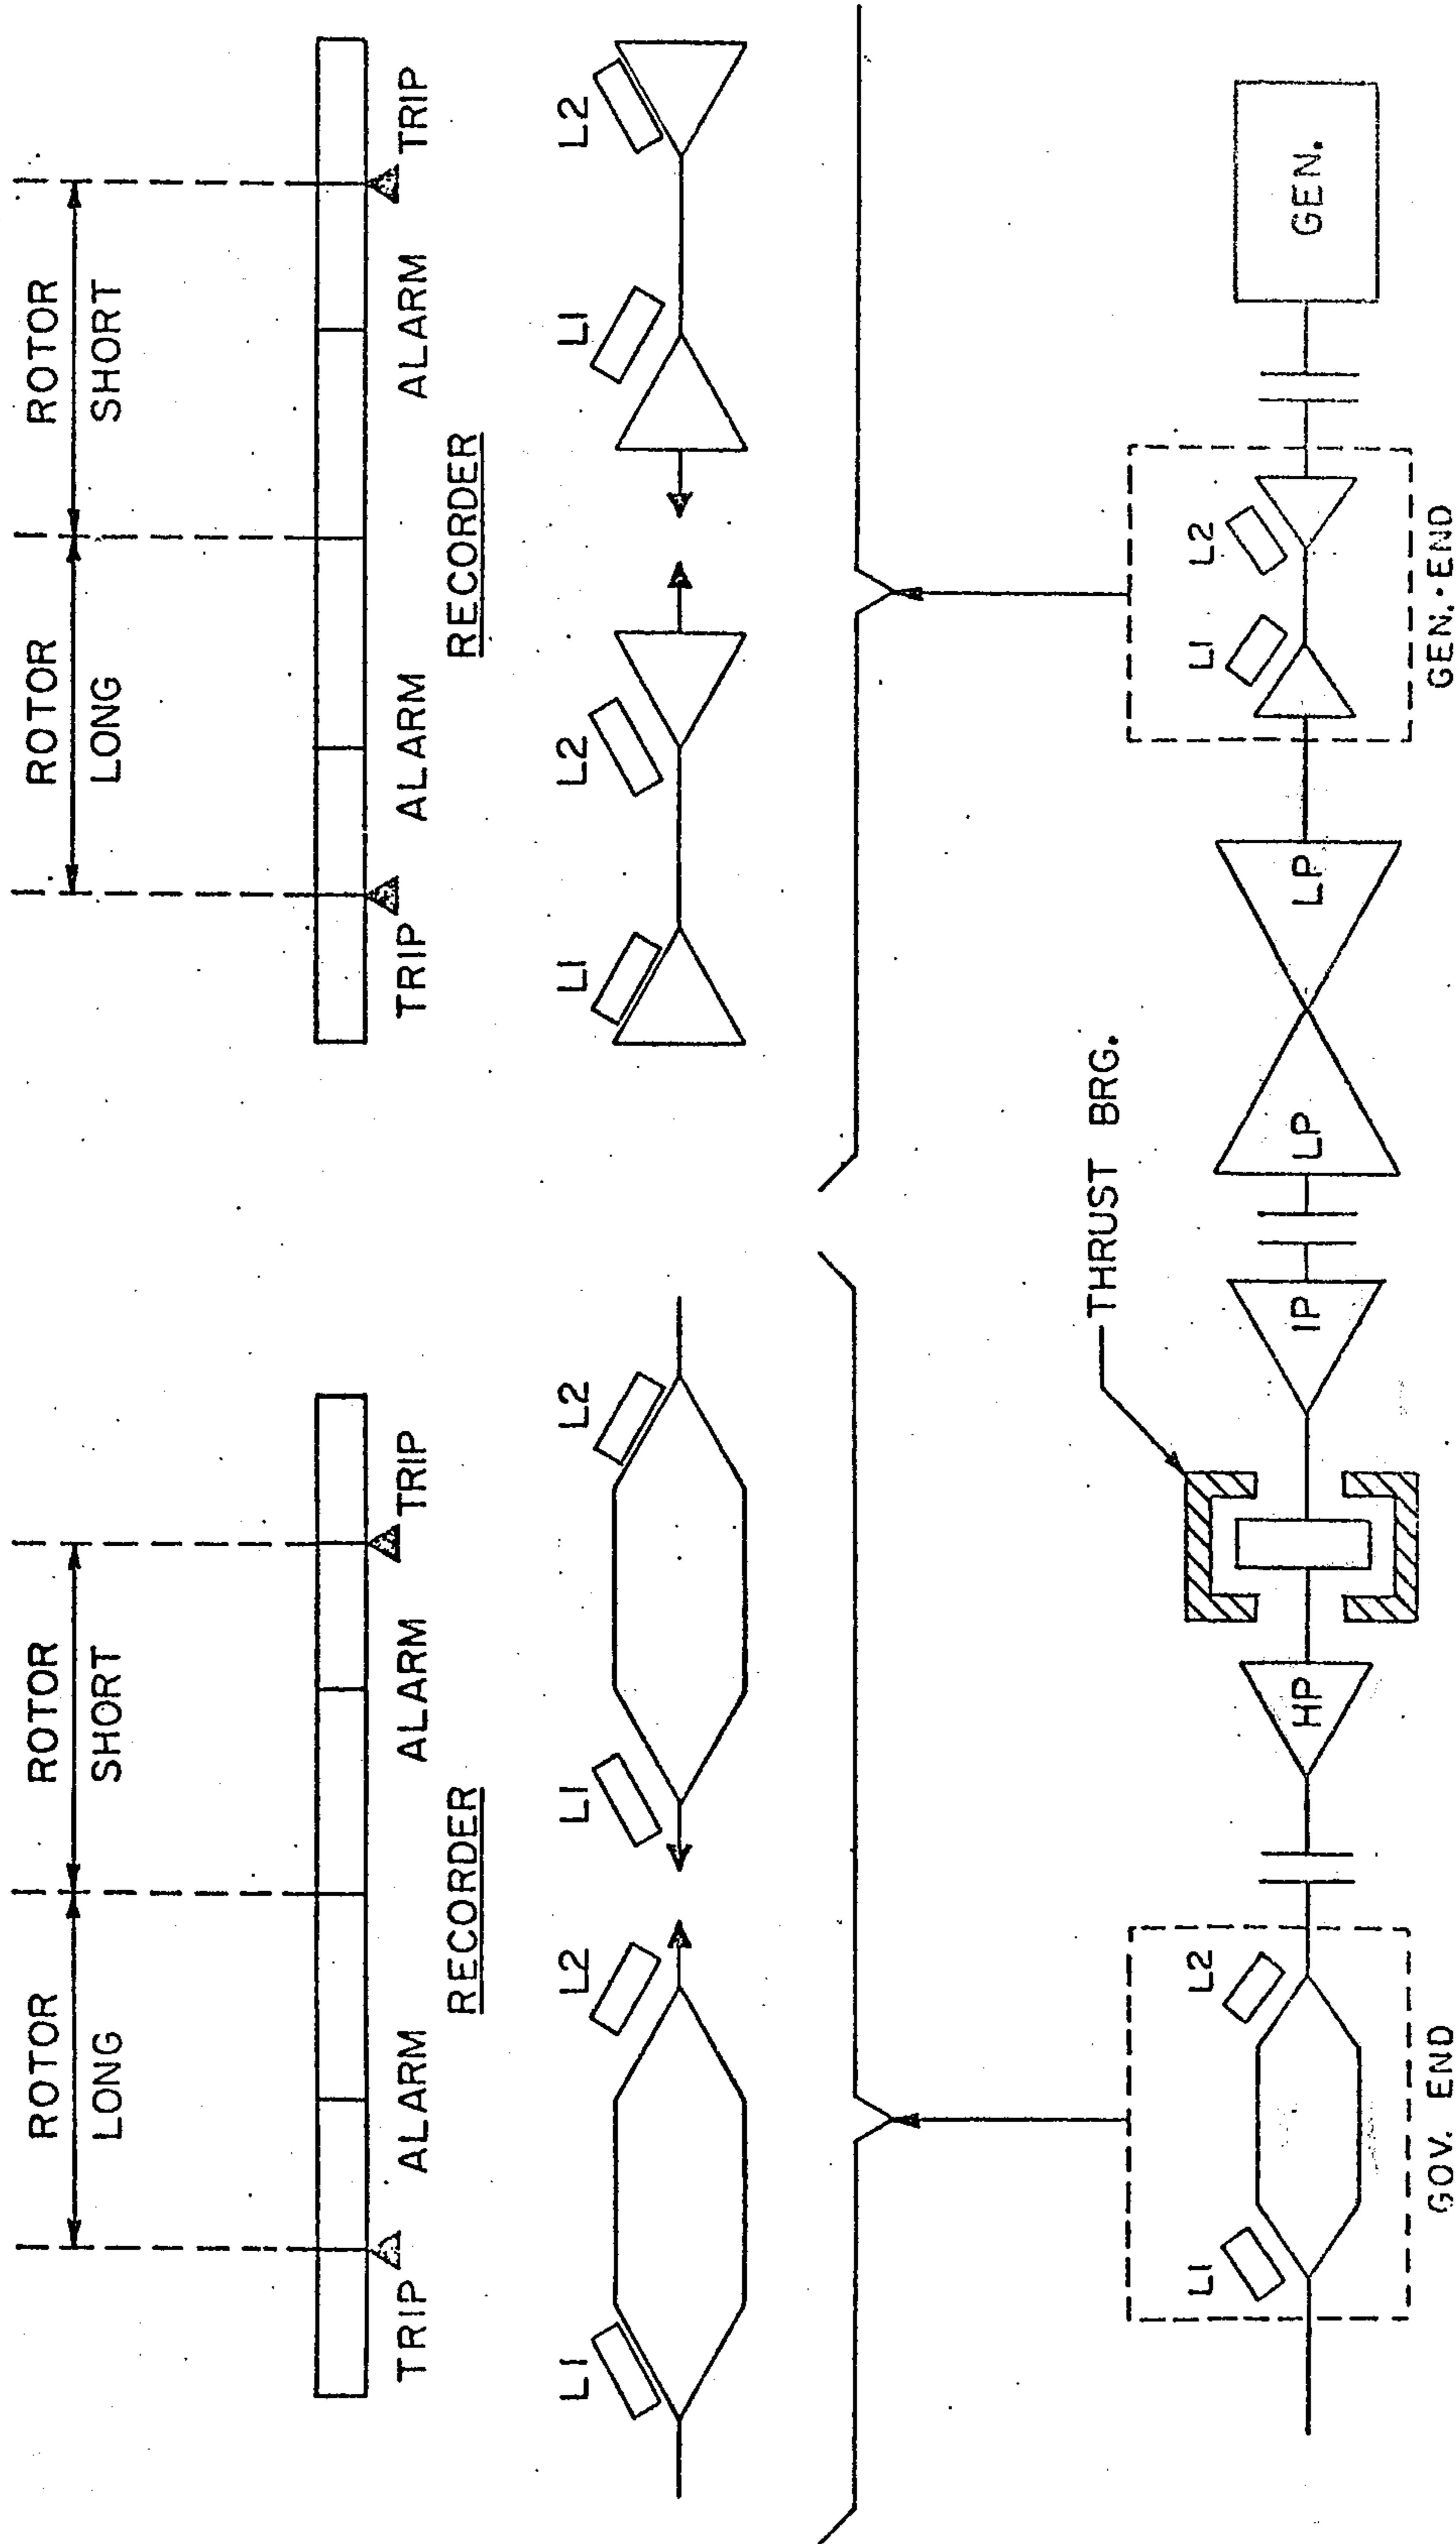 ROTOR LONG
ROTOR SHORT
ROTOR LONG
ROTOR SHORT
TRIP
ALARM
ALARM
TRIP
TRIP
ALARM
ALARM
TRIP
RECORDER
RECORDER
L1
L2
L1
L2
L1
L2
L1
L2
THRUST BRG.
L1
L2
HP
IP
LP
LP
L1
L2
GEN.
GOV. END
GEN. END